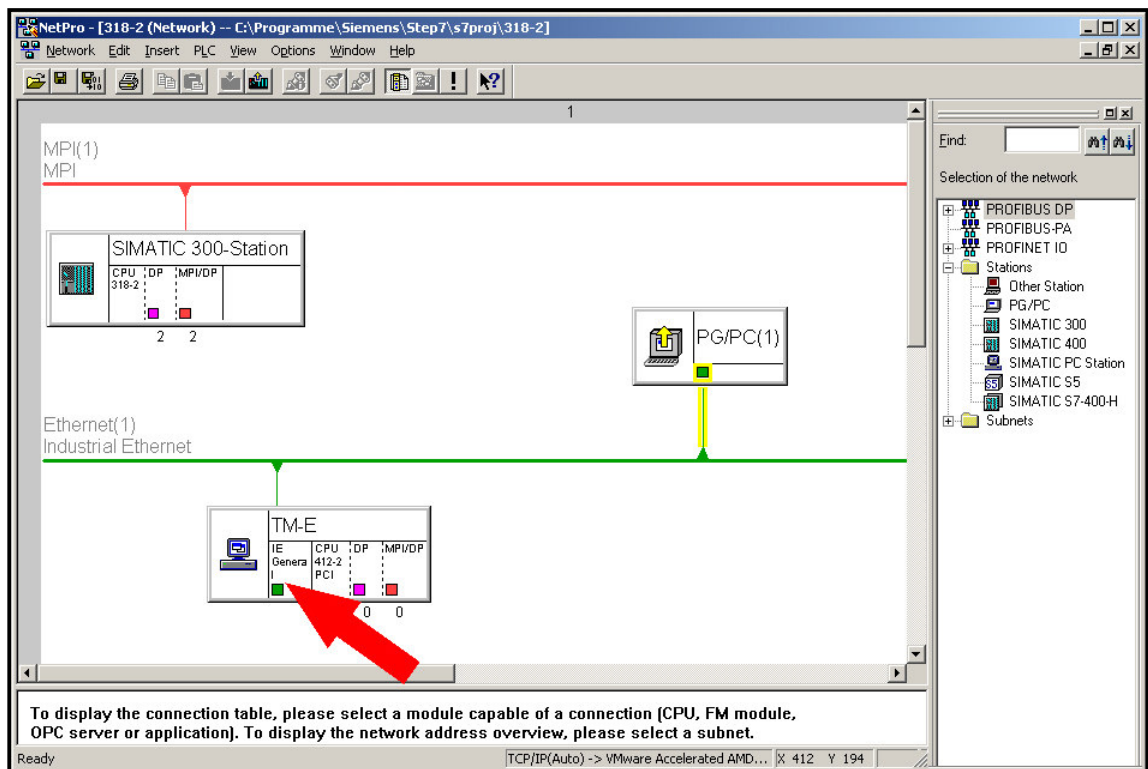 NetPro - [318-2 (Network) -- C:\Programme\Siemens\Step7\s7proj\318-2]
Network Edit Insert PLC View Options Window Help
1
MPI(1)
MPI
SIMATIC 300-Station
CPU 318-2 DP MPI/DP
2 2
PG/PC(1)
Ethernet(1)
Industrial Ethernet
TM-E
IE General CPU 412-2 PCI DP MPI/DP
0 0
Find:
Selection of the network
PROFIBUS DP
PROFIBUS-PA
PROFINET IO
Stations
Other Station
PG/PC
SIMATIC 300
SIMATIC 400
SIMATIC PC Station
S5 SIMATIC S5
SIMATIC S7-400-H
Subnets
To display the connection table, please select a module capable of a connection (CPU, FM module,
OPC server or application). To display the network address overview, please select a subnet.
Ready TCP/IP(Auto) -> VMware Accelerated AMD... X 412 Y 194